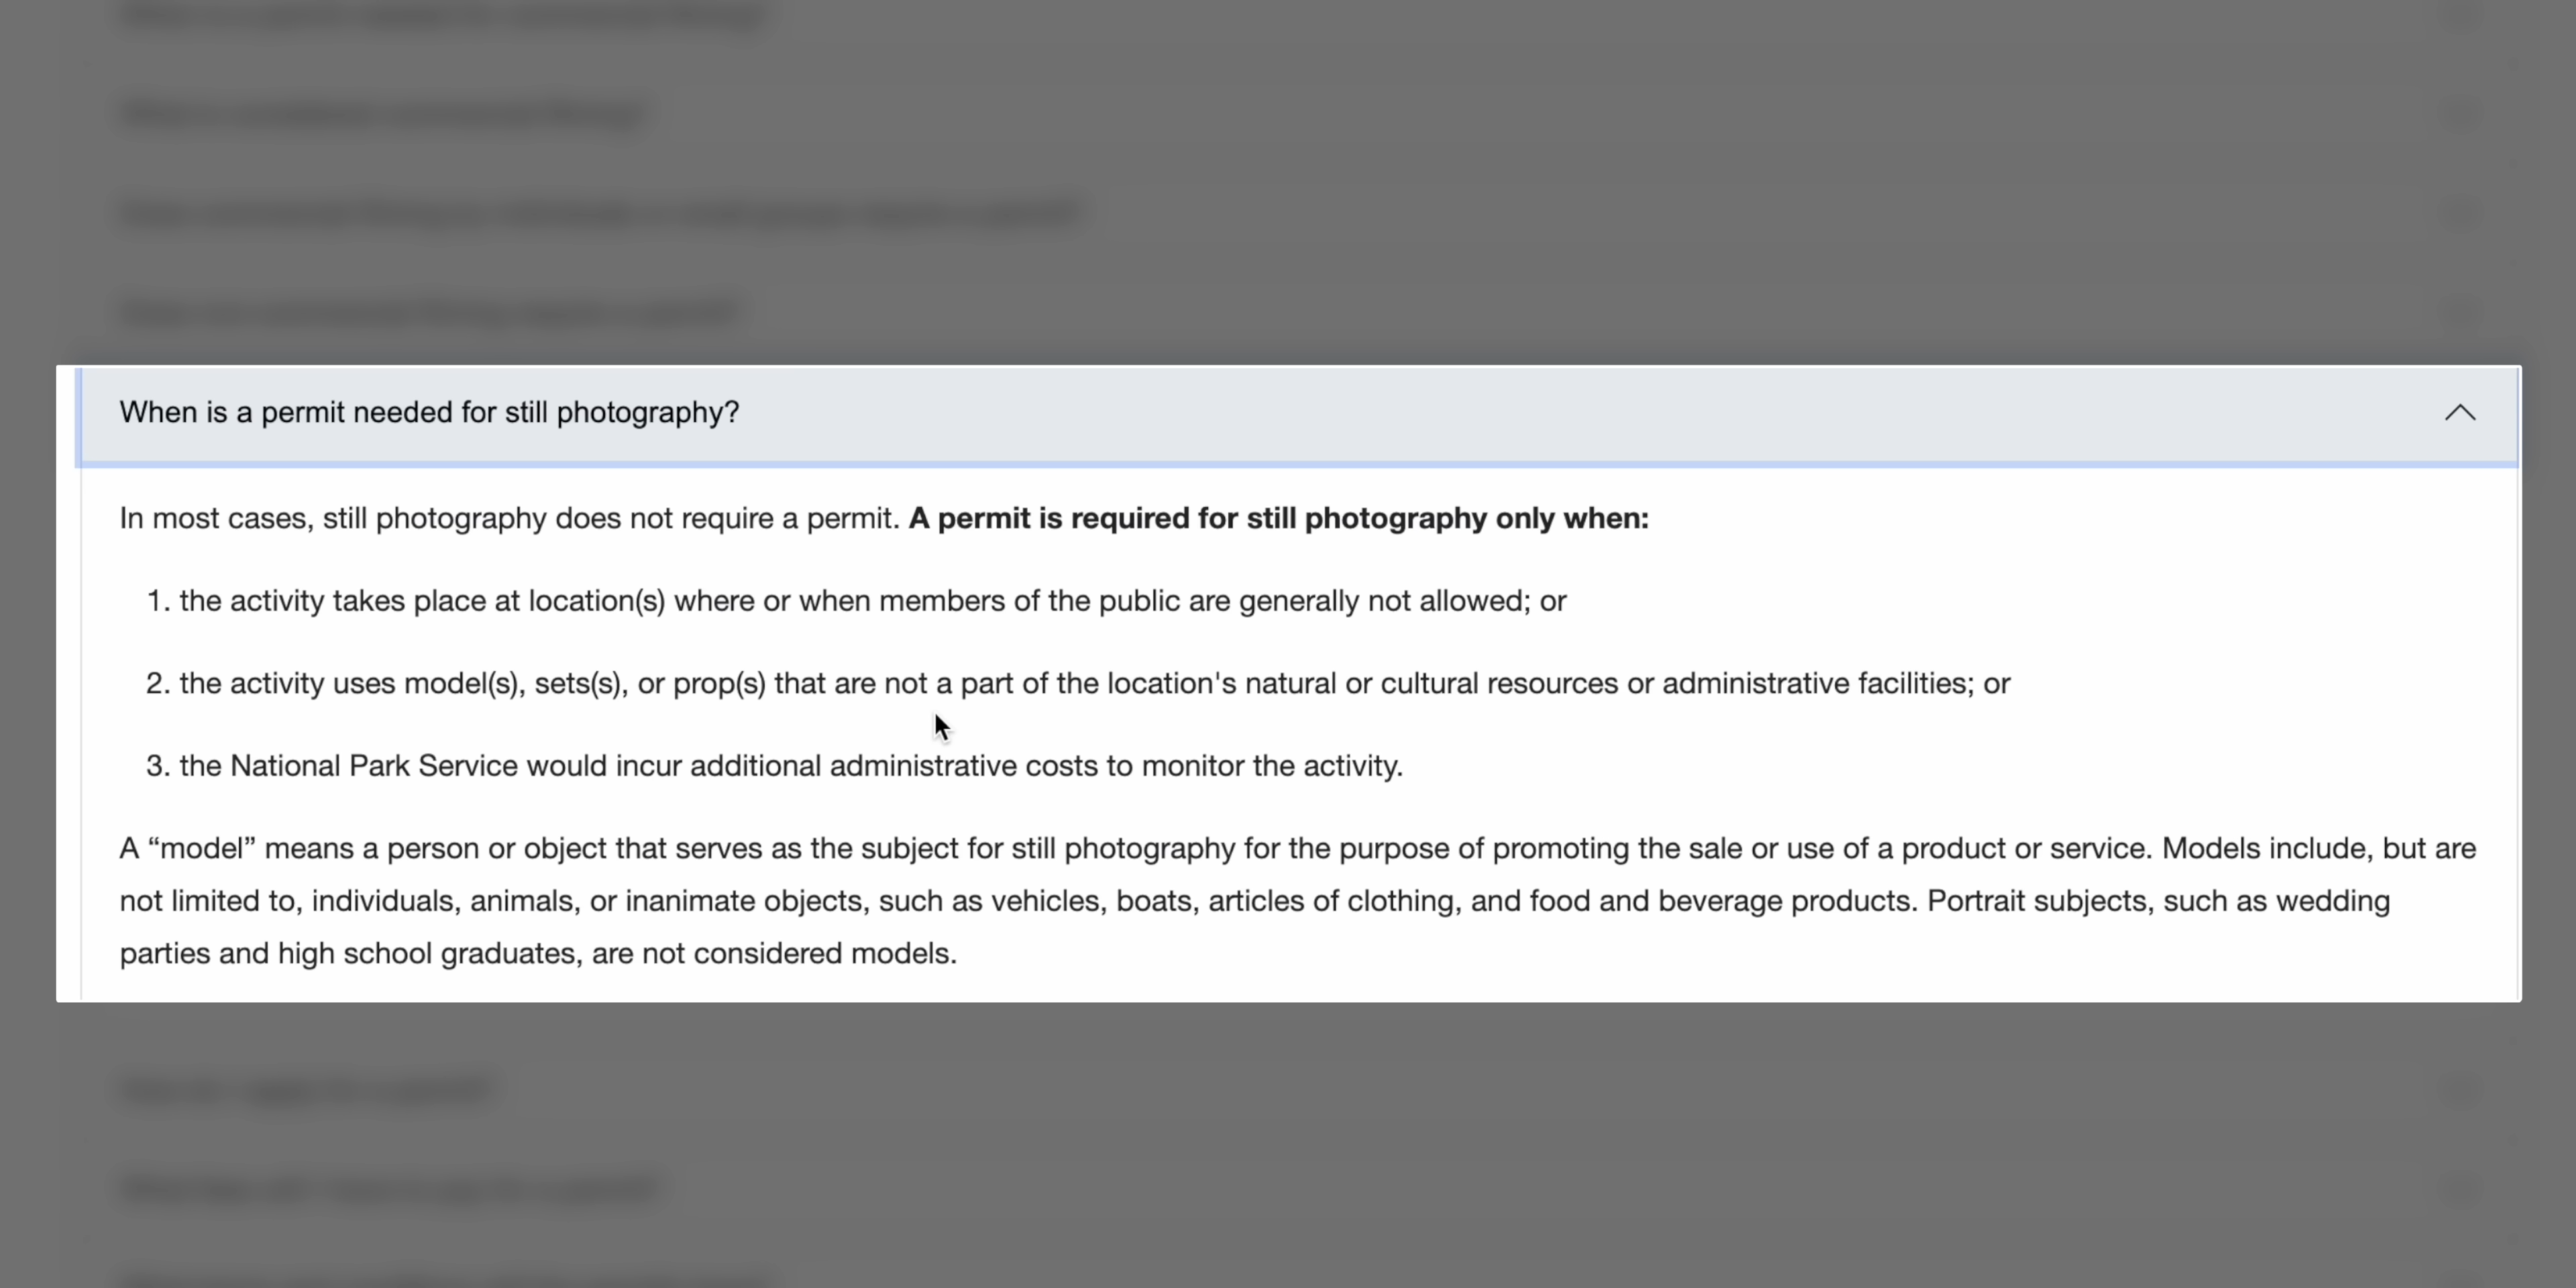 When is a permit needed for still photography?
In most cases, still photography does not require a permit. A permit is required for still photography only when:
1. the activity takes place at location(s) where or when members of the public are generally not allowed; or
2. the activity uses model(s), sets(s), or prop(s) that are not a part of the location's natural or cultural resources or administrative facilities; or
3. the National Park Service would incur additional administrative costs to monitor the activity.
A “model” means a person or object that serves as the subject for still photography for the purpose of promoting the sale or use of a product or service. Models include, but are
not limited to, individuals, animals, or inanimate objects, such as vehicles, boats, articles of clothing, and food and beverage products. Portrait subjects, such as wedding
parties and high school graduates, are not considered models.